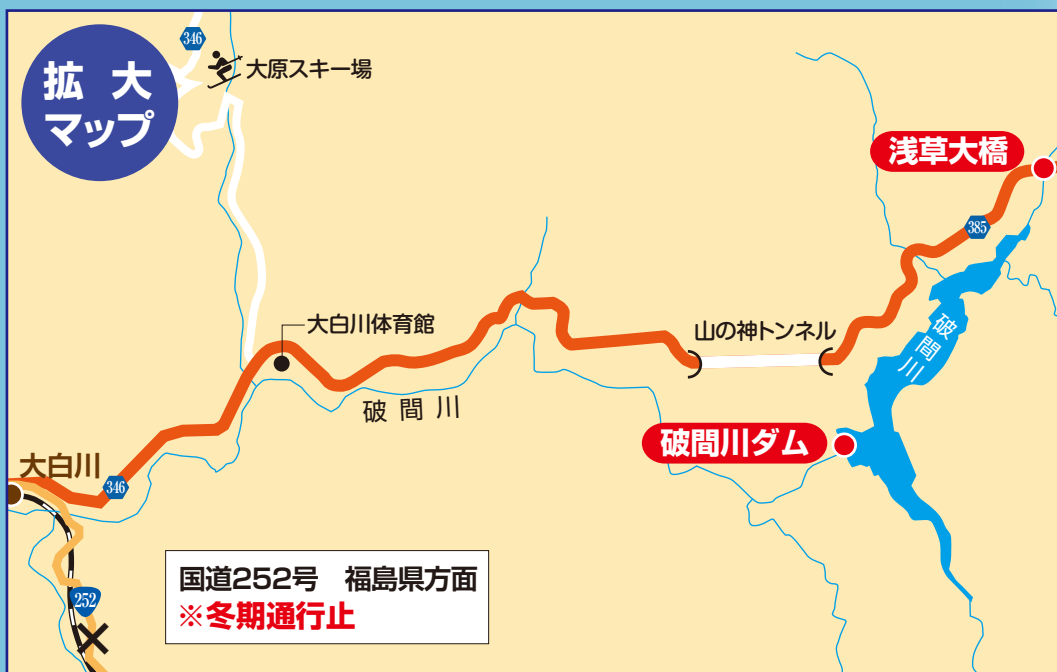 拡大
マップ
346
大原スキー場
浅草大橋
385
大白川体育館
山の神トンネル
破間川
破間川
破間川ダム
大白川
346
252
国道252号　福島県方面
※冬期通行止